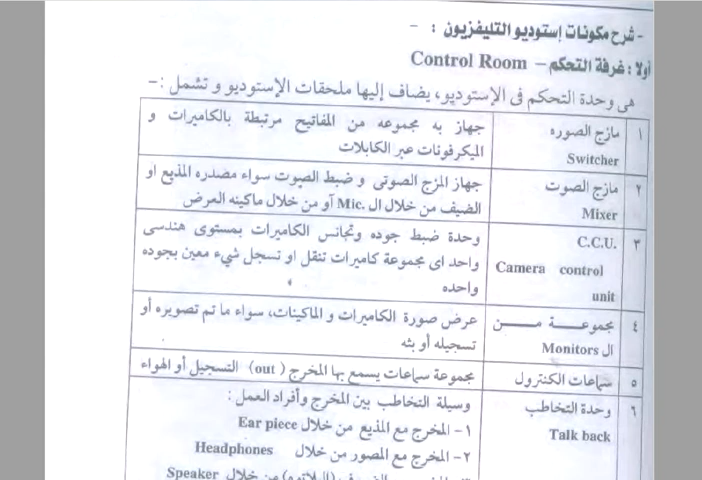 - شرح مكونات إستوديو التليفزيون : -
أولا : غرفة التحكم – Control Room
هى وحدة التحكم فى الإستوديو، يضاف إليها ملحقات الإستوديو و تشمل :-
١ مازج الصوره جهاز به مجموعه من المفاتيح مرتبطة بالكاميرات و
Switcher الميكرفونات عبر الكابلات
٢ مازج الصوت جهاز المزج الصوتى و ضبط الصوت سواء مصدره المذيع او
Mixer الضيف من خلال ال .Mic آو من خلال ماكينه العرض
٣ C.C.U. وحدة ضبط جوده وتجانس الكاميرات بمستوى هندسى
Camera control واحد اى مجموعة كاميرات تنقل او تسجل شيء معين بجوده
unit واحده
٤ مجموعة من عرض صورة الكاميرات و الماكينات، سواء ما تم تصويره أو
ال Monitors تسجيله أو بثه
٥ سماعات الكنترول مجموعة سماعات يسمع بها المخرج ( out) التسجيل أو الهواء
٦ وحدة التخاطب وسيلة التخاطب بين المخرج وأفراد العمل :
Talk back ١- المخرج مع المذيع من خلال Ear piece
٢- المخرج مع المصور من خلال Headphones
من خلال Speaker